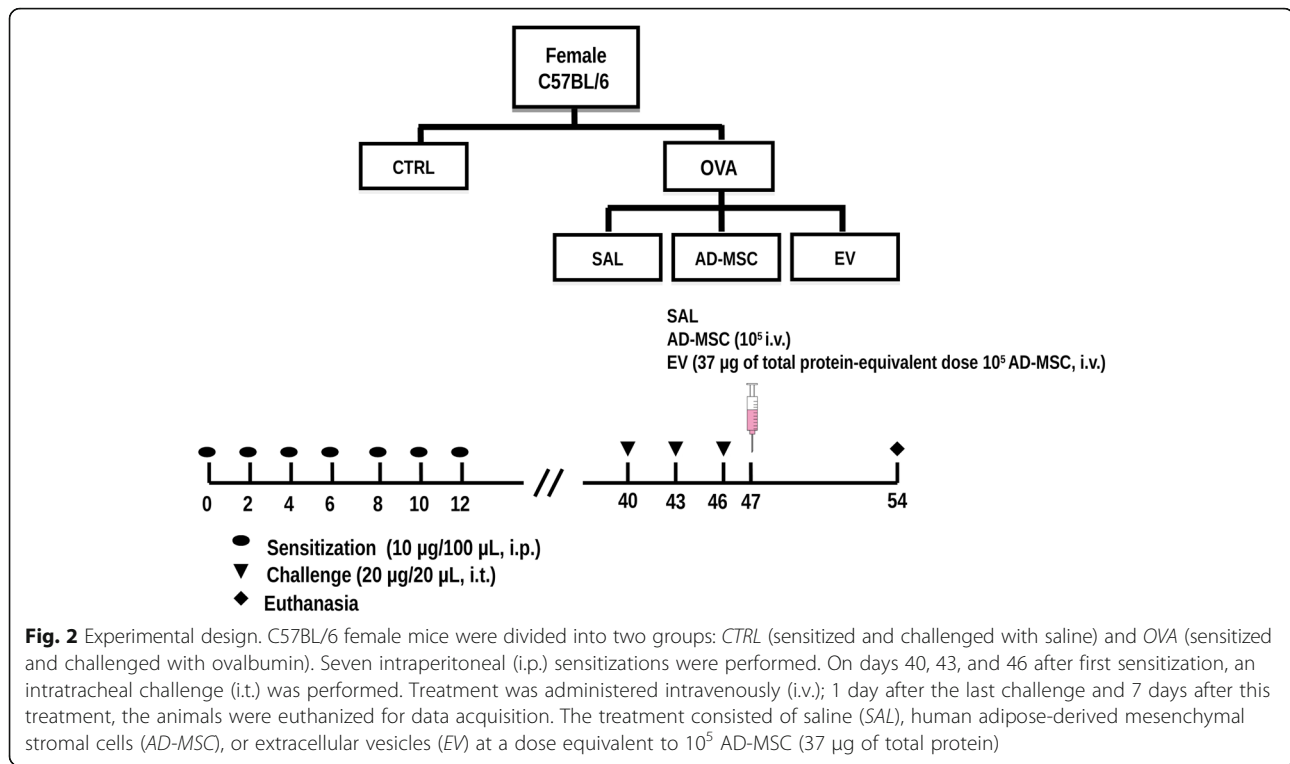 Female
C57BL/6
CTRL
OVA
SAL
AD-MSC
EV
SAL
AD-MSC (10⁵ i.v.)
EV (37 µg of total protein-equivalent dose 10⁵ AD-MSC, i.v.)
0 2 4 6 8 10 12 // 40 43 46 47 54
Sensitization (10 µg/100 µL, i.p.)
Challenge (20 µg/20 µL, i.t.)
Euthanasia
Fig. 2 Experimental design. C57BL/6 female mice were divided into two groups: CTRL (sensitized and challenged with saline) and OVA (sensitized
and challenged with ovalbumin). Seven intraperitoneal (i.p.) sensitizations were performed. On days 40, 43, and 46 after first sensitization, an
intratracheal challenge (i.t.) was performed. Treatment was administered intravenously (i.v.); 1 day after the last challenge and 7 days after this
treatment, the animals were euthanized for data acquisition. The treatment consisted of saline (SAL), human adipose-derived mesenchymal
stromal cells (AD-MSC), or extracellular vesicles (EV) at a dose equivalent to 10⁵ AD-MSC (37 µg of total protein)